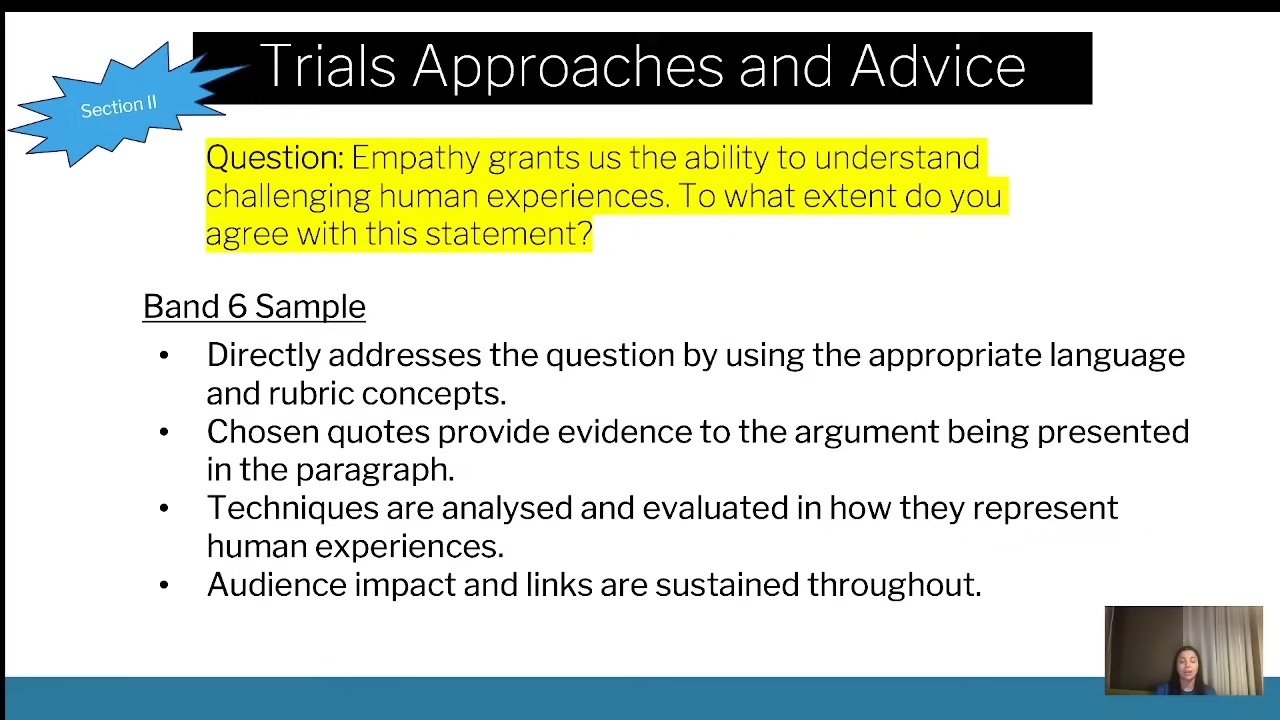 Trials Approaches and Advice
Section II
Question: Empathy grants us the ability to understand
challenging human experiences. To what extent do you
agree with this statement?
Band 6 Sample
• Directly addresses the question by using the appropriate language
and rubric concepts.
• Chosen quotes provide evidence to the argument being presented
in the paragraph.
• Techniques are analysed and evaluated in how they represent
human experiences.
• Audience impact and links are sustained throughout.